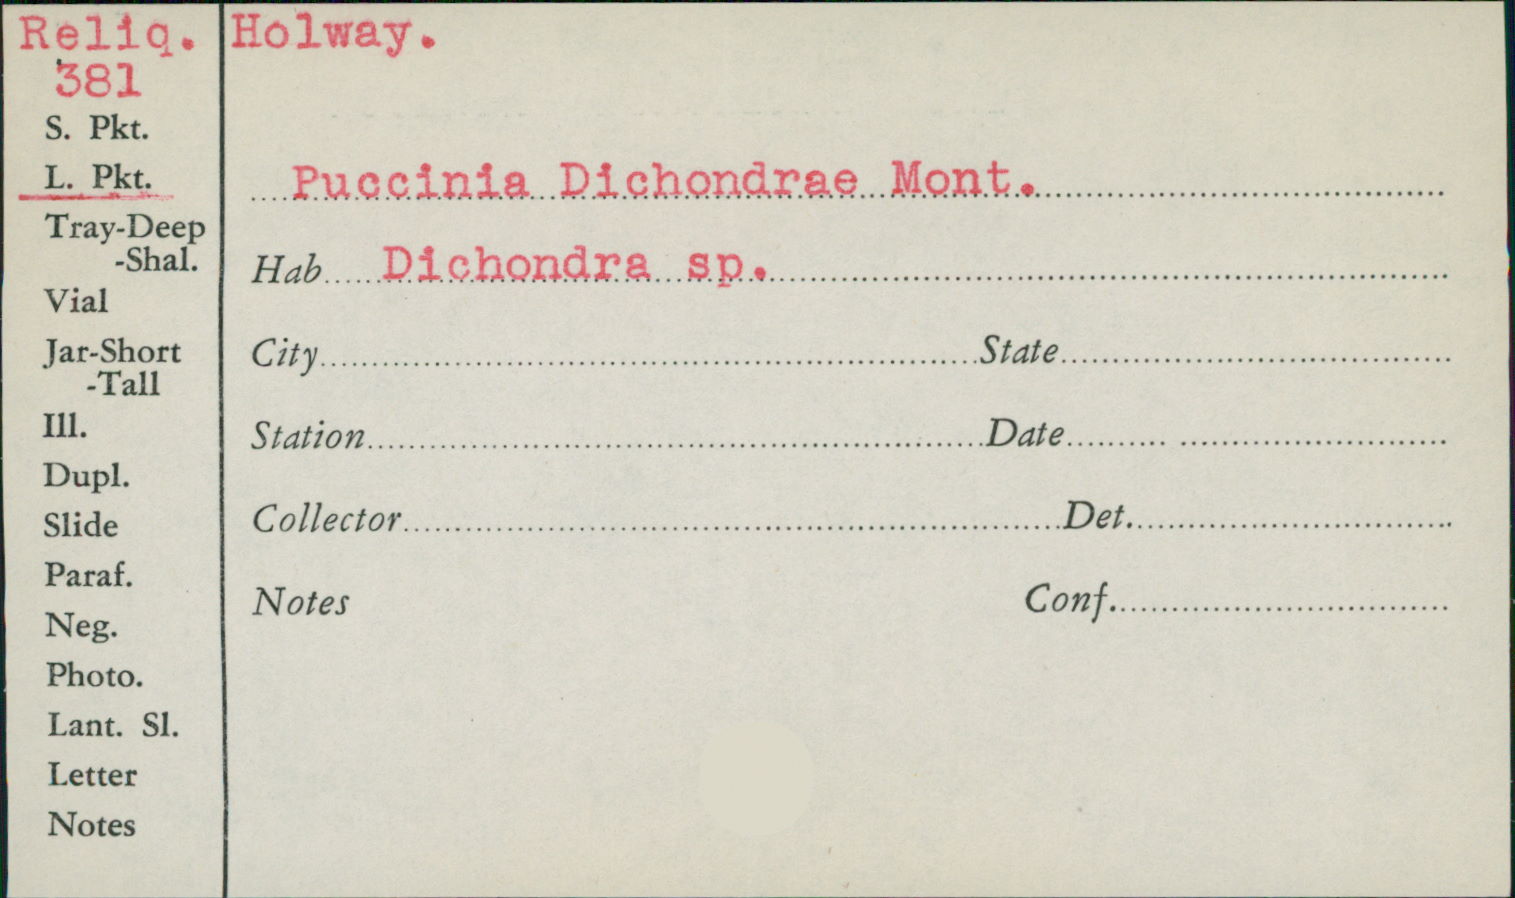 Reliq. Holway.
381
S. Pkt.
L. Pkt.
Tray-Deep
-Shal.
Vial
Jar-Short
-Tall
Ill.
Dupl.
Slide
Paraf.
Neg.
Photo.
Lant. Sl.
Letter
Notes
Puccinia Dichondrae Mont.
Hab Dichondra sp.
City State
Station Date
Collector Det.
Notes Conf.